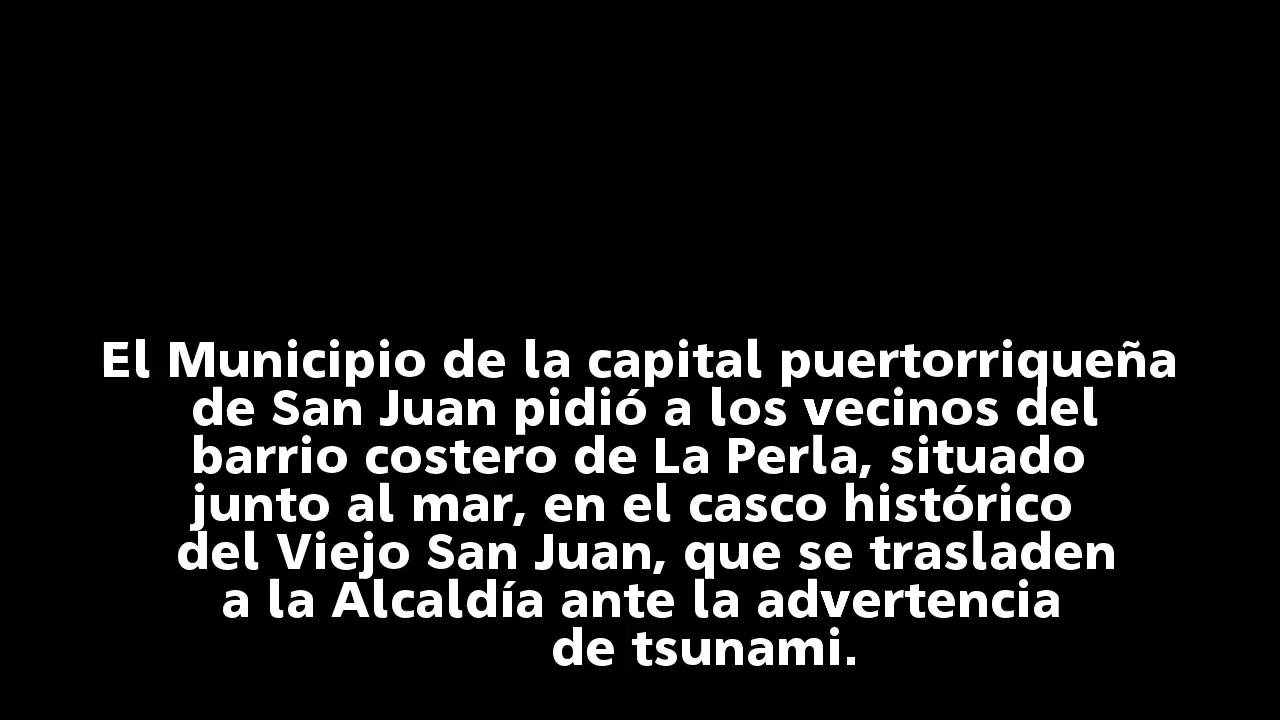 El Municipio de la capital puertorriqueña
de San Juan pidió a los vecinos del
barrio costero de La Perla, situado
junto al mar, en el casco histórico
del Viejo San Juan, que se trasladen
a la Alcaldía ante la advertencia
de tsunami.